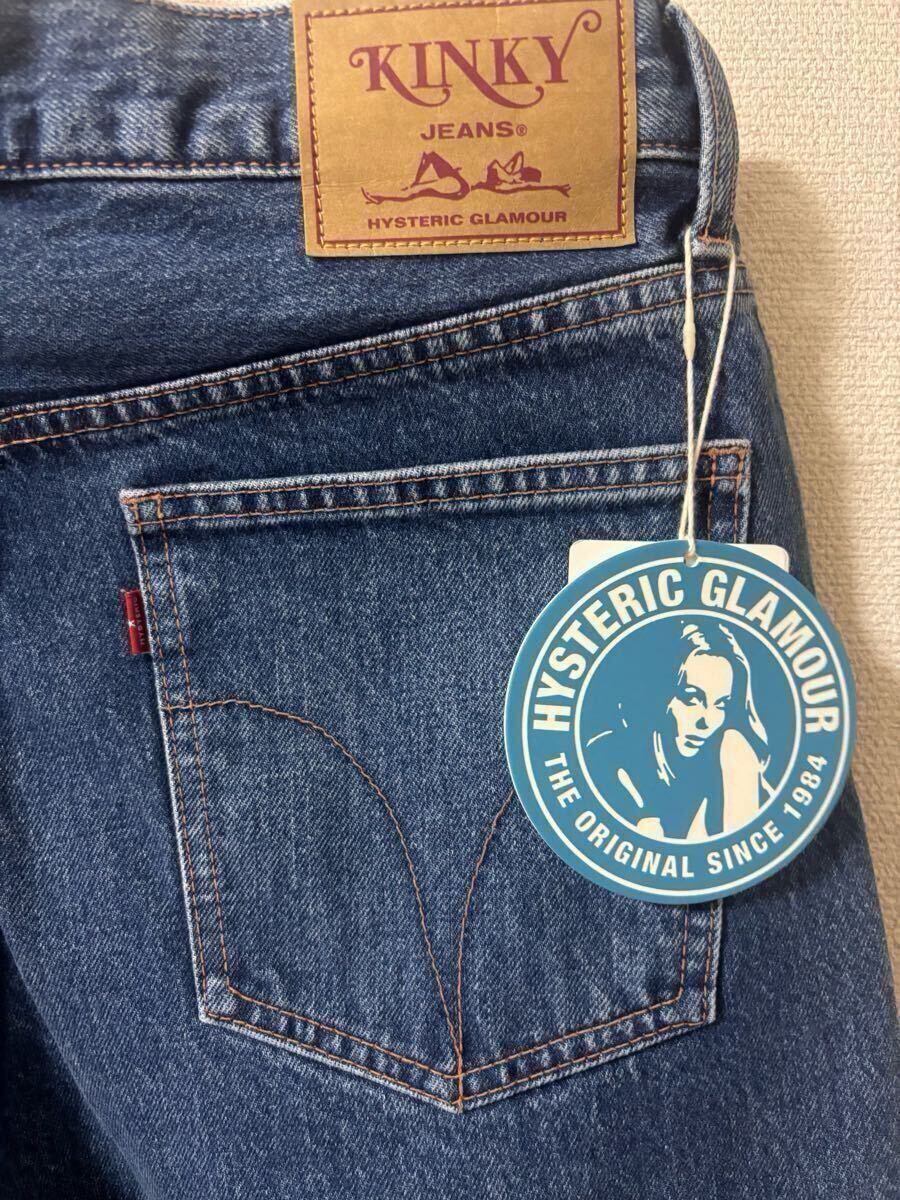 KINKY
JEANS®
HYSTERIC GLAMOUR
HYSTERIC GLAMOUR
THE ORIGINAL SINCE 1984